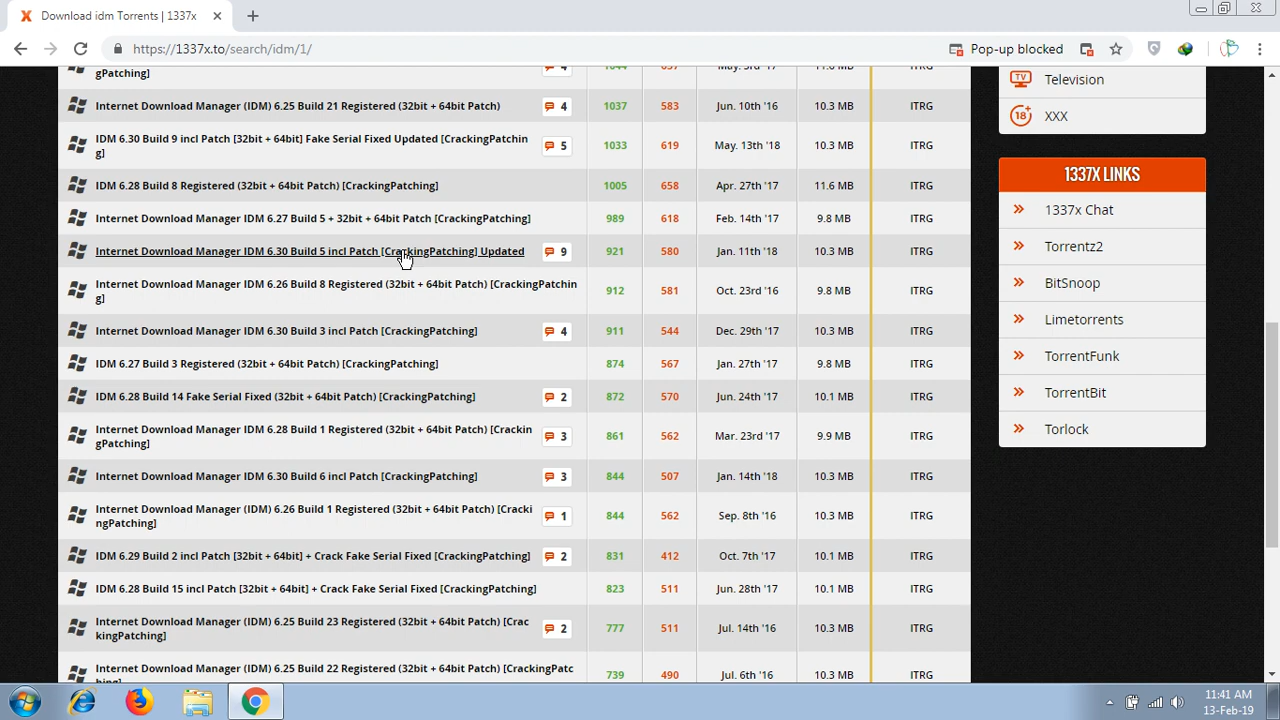 Download idm Torrents | 1337x
https://1337x.to/search/idm/1/
Pop-up blocked
gPatching]
Internet Download Manager (IDM) 6.25 Build 21 Registered (32bit + 64bit Patch) 4 1037 583 Jun. 10th '16 10.3 MB ITRG
IDM 6.30 Build 9 incl Patch [32bit + 64bit] Fake Serial Fixed Updated [CrackingPatchin
g] 5 1033 619 May. 13th '18 10.3 MB ITRG
IDM 6.28 Build 8 Registered (32bit + 64bit Patch) [CrackingPatching] 1005 658 Apr. 27th '17 11.6 MB ITRG
Internet Download Manager IDM 6.27 Build 5 + 32bit + 64bit Patch [CrackingPatching] 989 618 Feb. 14th '17 9.8 MB ITRG
Internet Download Manager IDM 6.30 Build 5 incl Patch [CrackingPatching] Updated 9 921 580 Jan. 11th '18 10.3 MB ITRG
Internet Download Manager IDM 6.26 Build 8 Registered (32bit + 64bit Patch) [CrackingPatchin
g] 912 581 Oct. 23rd '16 9.8 MB ITRG
Internet Download Manager IDM 6.30 Build 3 incl Patch [CrackingPatching] 4 911 544 Dec. 29th '17 10.3 MB ITRG
IDM 6.27 Build 3 Registered (32bit + 64bit Patch) [CrackingPatching] 874 567 Jan. 27th '17 9.8 MB ITRG
IDM 6.28 Build 14 Fake Serial Fixed (32bit + 64bit Patch) [CrackingPatching] 2 872 570 Jun. 24th '17 10.1 MB ITRG
Internet Download Manager IDM 6.28 Build 1 Registered (32bit + 64bit Patch) [Crackin
gPatching] 3 861 562 Mar. 23rd '17 9.9 MB ITRG
Internet Download Manager IDM 6.30 Build 6 incl Patch [CrackingPatching] 3 844 507 Jan. 14th '18 10.3 MB ITRG
Internet Download Manager (IDM) 6.26 Build 1 Registered (32bit + 64bit Patch) [Cracki
ngPatching] 1 844 562 Sep. 8th '16 10.3 MB ITRG
IDM 6.29 Build 2 incl Patch [32bit + 64bit] + Crack Fake Serial Fixed [CrackingPatching] 2 831 412 Oct. 7th '17 10.1 MB ITRG
IDM 6.28 Build 15 incl Patch [32bit + 64bit] + Crack Fake Serial Fixed [CrackingPatching] 823 511 Jun. 28th '17 10.1 MB ITRG
Internet Download Manager (IDM) 6.25 Build 23 Registered (32bit + 64bit Patch) [Crac
kingPatching] 2 777 511 Jul. 14th '16 10.3 MB ITRG
Internet Download Manager (IDM) 6.25 Build 22 Registered (32bit + 64bit Patch) [CrackingPatc
739 490 Jul. 6th '16 10.3 MB ITRG
TV Television
18+ XXX
1337X LINKS
1337x Chat
Torrentz2
BitSnoop
Limetorrents
TorrentFunk
TorrentBit
Torlock
11:41 AM
13-Feb-19